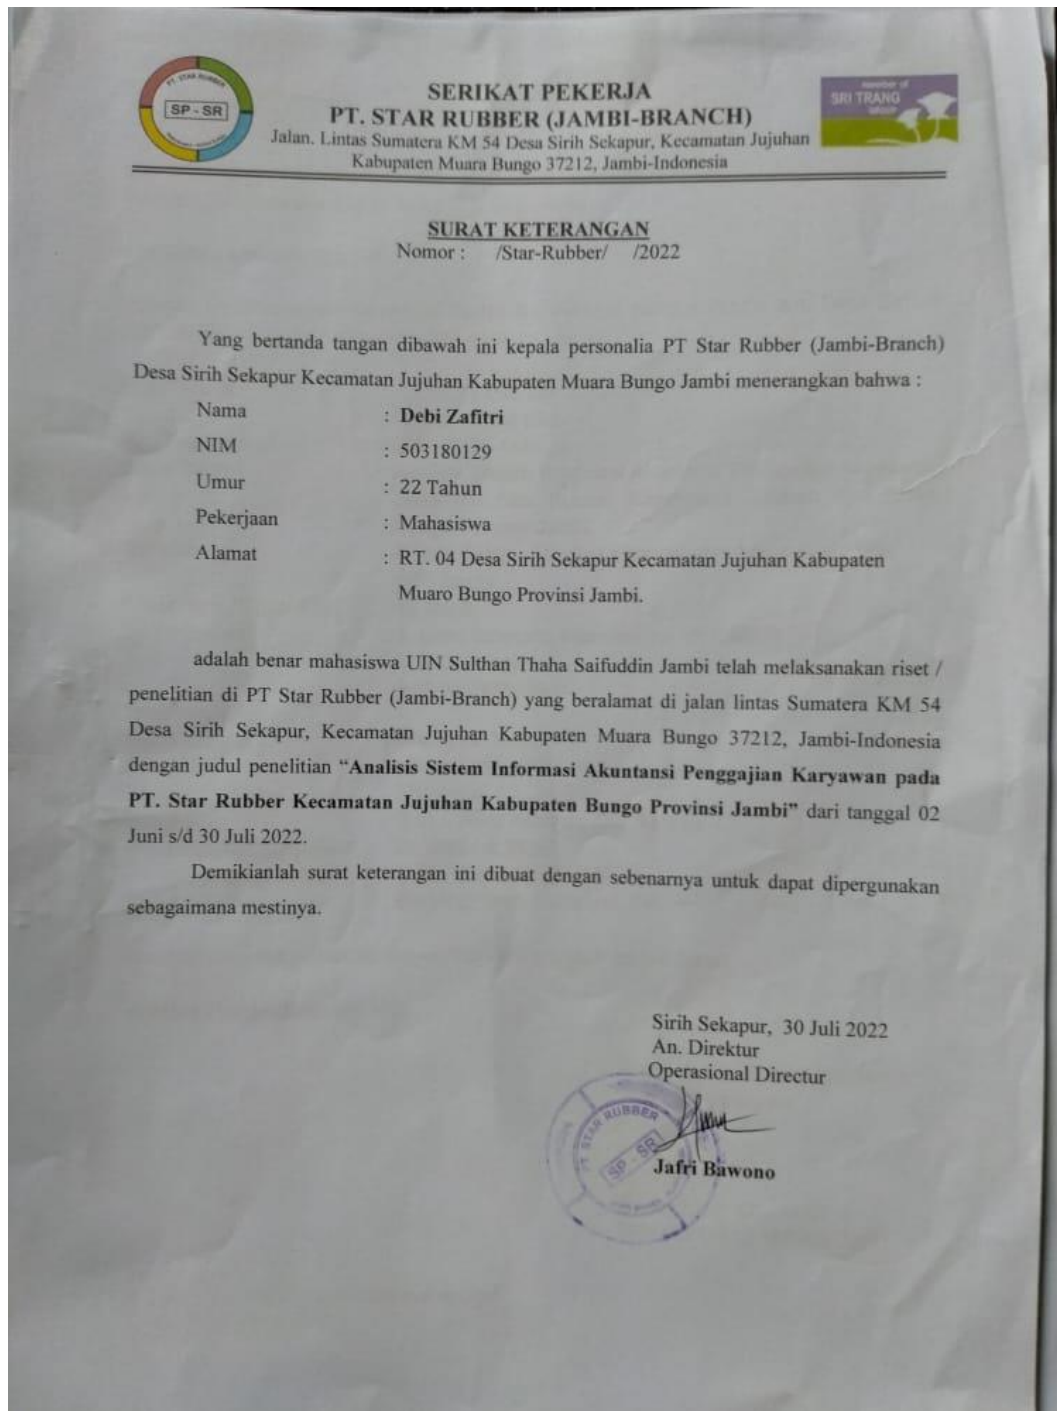 PT. STAR RUBBER
SP - SR
SERIKAT PEKERJA
PT. STAR RUBBER (JAMBI-BRANCH)
Jalan. Lintas Sumatera KM 54 Desa Sirih Sekapur, Kecamatan Jujuhan
Kabupaten Muara Bungo 37212, Jambi-Indonesia
member of
SRI TRANG
SURAT KETERANGAN
Nomor : /Star-Rubber/ /2022
Yang bertanda tangan dibawah ini kepala personalia PT Star Rubber (Jambi-Branch)
Desa Sirih Sekapur Kecamatan Jujuhan Kabupaten Muara Bungo Jambi menerangkan bahwa :
Nama : Debi Zafitri
NIM : 503180129
Umur : 22 Tahun
Pekerjaan : Mahasiswa
Alamat : RT. 04 Desa Sirih Sekapur Kecamatan Jujuhan Kabupaten
Muaro Bungo Provinsi Jambi.
adalah benar mahasiswa UIN Sulthan Thaha Saifuddin Jambi telah melaksanakan riset /
penelitian di PT Star Rubber (Jambi-Branch) yang beralamat di jalan lintas Sumatera KM 54
Desa Sirih Sekapur, Kecamatan Jujuhan Kabupaten Muara Bungo 37212, Jambi-Indonesia
dengan judul penelitian “Analisis Sistem Informasi Akuntansi Penggajian Karyawan pada
PT. Star Rubber Kecamatan Jujuhan Kabupaten Bungo Provinsi Jambi” dari tanggal 02
Juni s/d 30 Juli 2022.
Demikianlah surat keterangan ini dibuat dengan sebenarnya untuk dapat dipergunakan
sebagaimana mestinya.
Sirih Sekapur, 30 Juli 2022
An. Direktur
Operasional Directur
PT. STAR RUBBER
SP - SR
Jafri Bawono